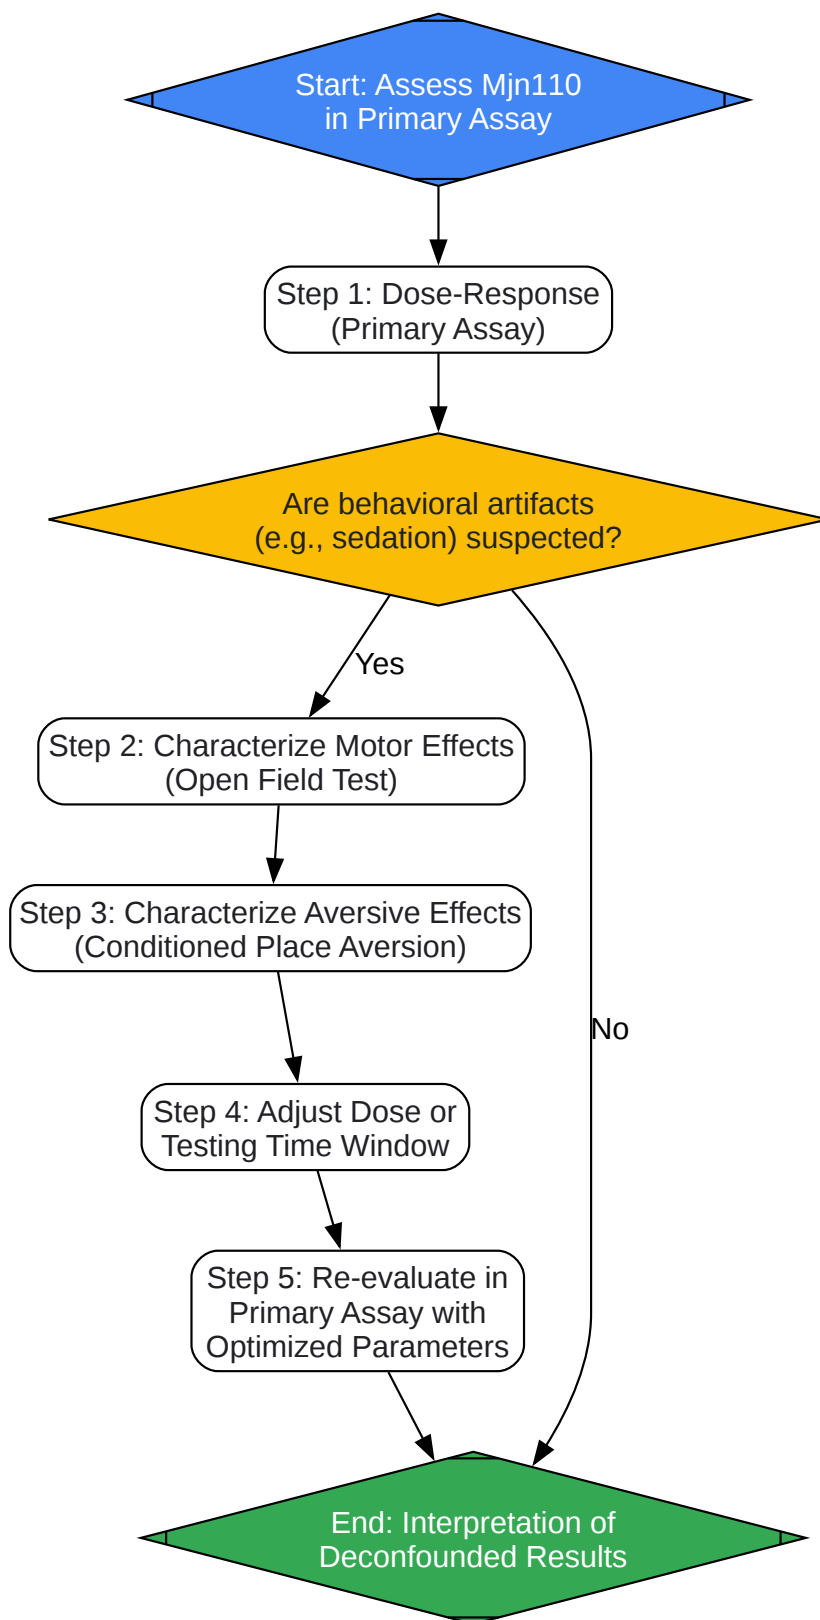 Start: Assess Mjn110
in Primary Assay
Step 1: Dose-Response
(Primary Assay)
Are behavioral artifacts
(e.g., sedation) suspected?
Yes
Step 2: Characterize Motor Effects
(Open Field Test)
Step 3: Characterize Aversive Effects
(Conditioned Place Aversion)
No
Step 4: Adjust Dose or
Testing Time Window
Step 5: Re-evaluate in
Primary Assay with
Optimized Parameters
End: Interpretation of
Deconfounded Results